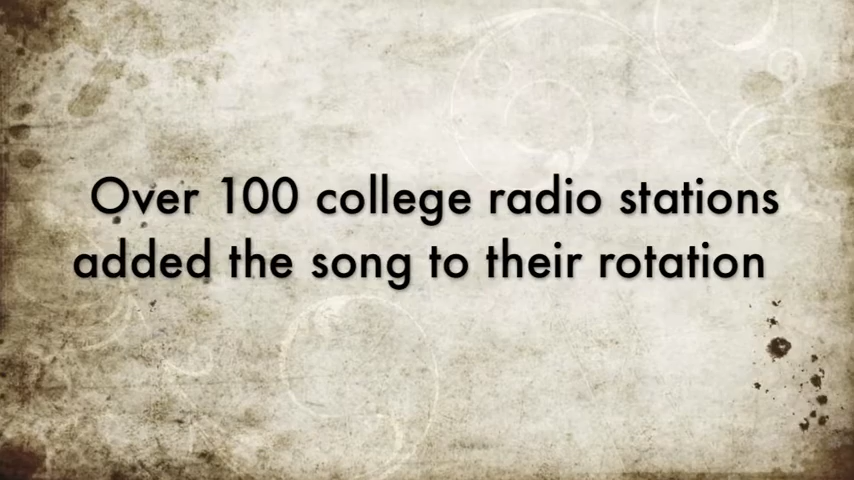 Over 100 college radio stations
added the song to their rotation